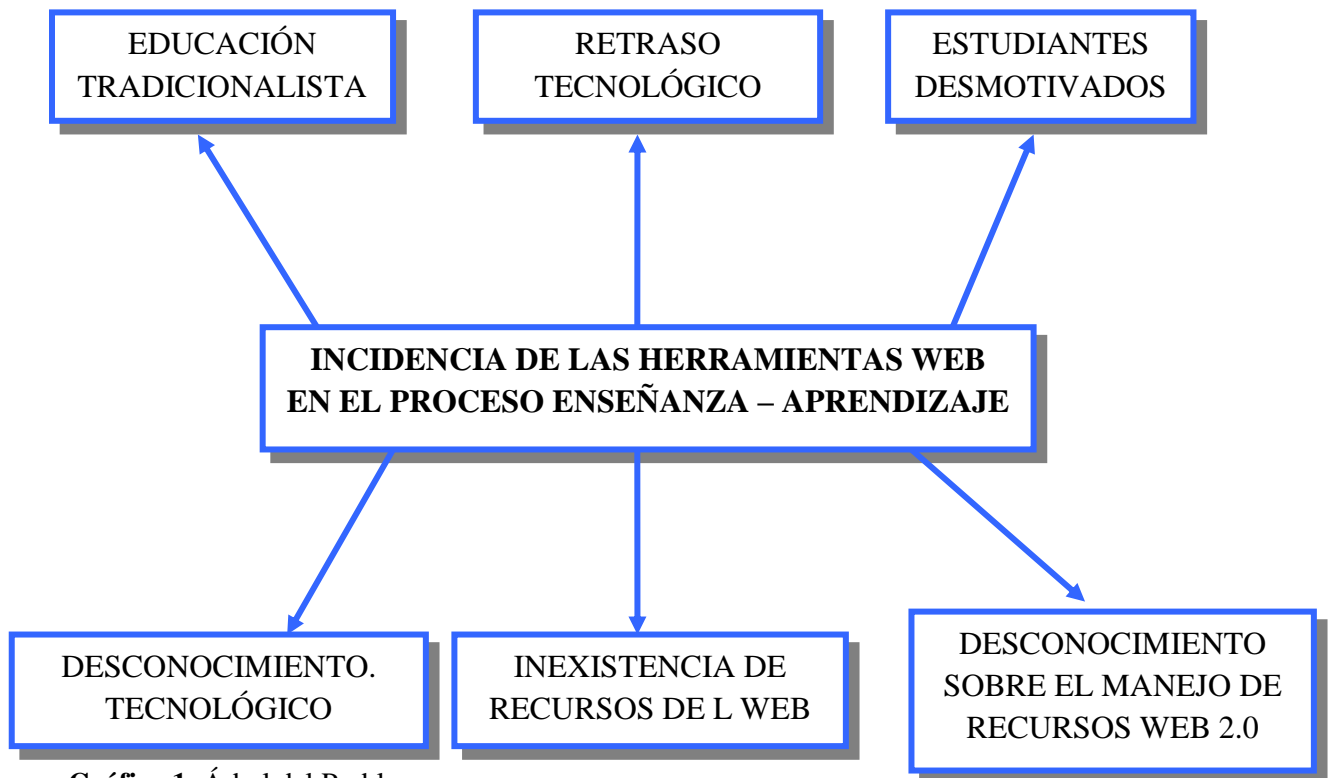 EDUCACIÓN
TRADICIONALISTA
RETRASO
TECNOLÓGICO
ESTUDIANTES
DESMOTIVADOS
INCIDENCIA DE LAS HERRAMIENTAS WEB
EN EL PROCESO ENSEÑANZA – APRENDIZAJE
DESCONOCIMIENTO.
TECNOLÓGICO
INEXISTENCIA DE
RECURSOS DE L WEB
DESCONOCIMIENTO
SOBRE EL MANEJO DE
RECURSOS WEB 2.0